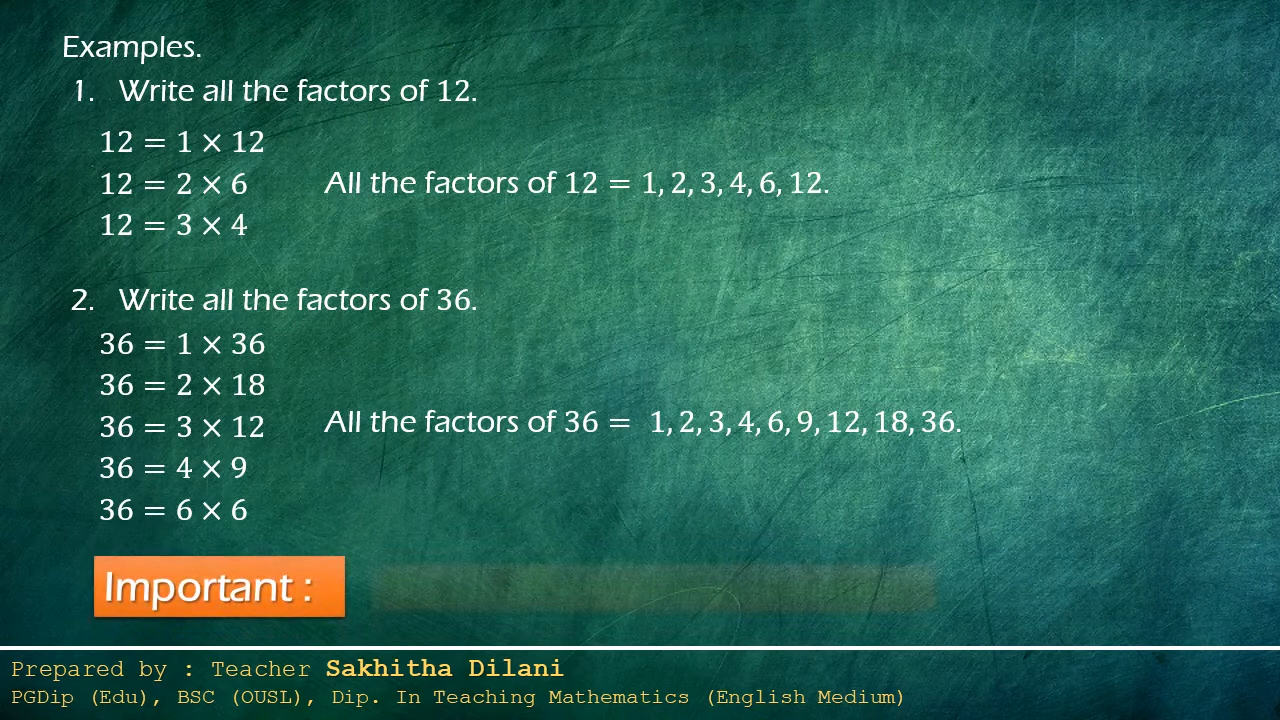 Examples.
1. Write all the factors of 12.
12 = 1 × 12
12 = 2 × 6
All the factors of 12 = 1, 2, 3, 4, 6, 12.
12 = 3 × 4
2. Write all the factors of 36.
36 = 1 × 36
36 = 2 × 18
36 = 3 × 12
All the factors of 36 = 1, 2, 3, 4, 6, 9, 12, 18, 36.
36 = 4 × 9
36 = 6 × 6
Important :
Prepared by : Teacher Sakhitha Dilani
PGDip (Edu), BSC (OUSL), Dip. In Teaching Mathematics (English Medium)